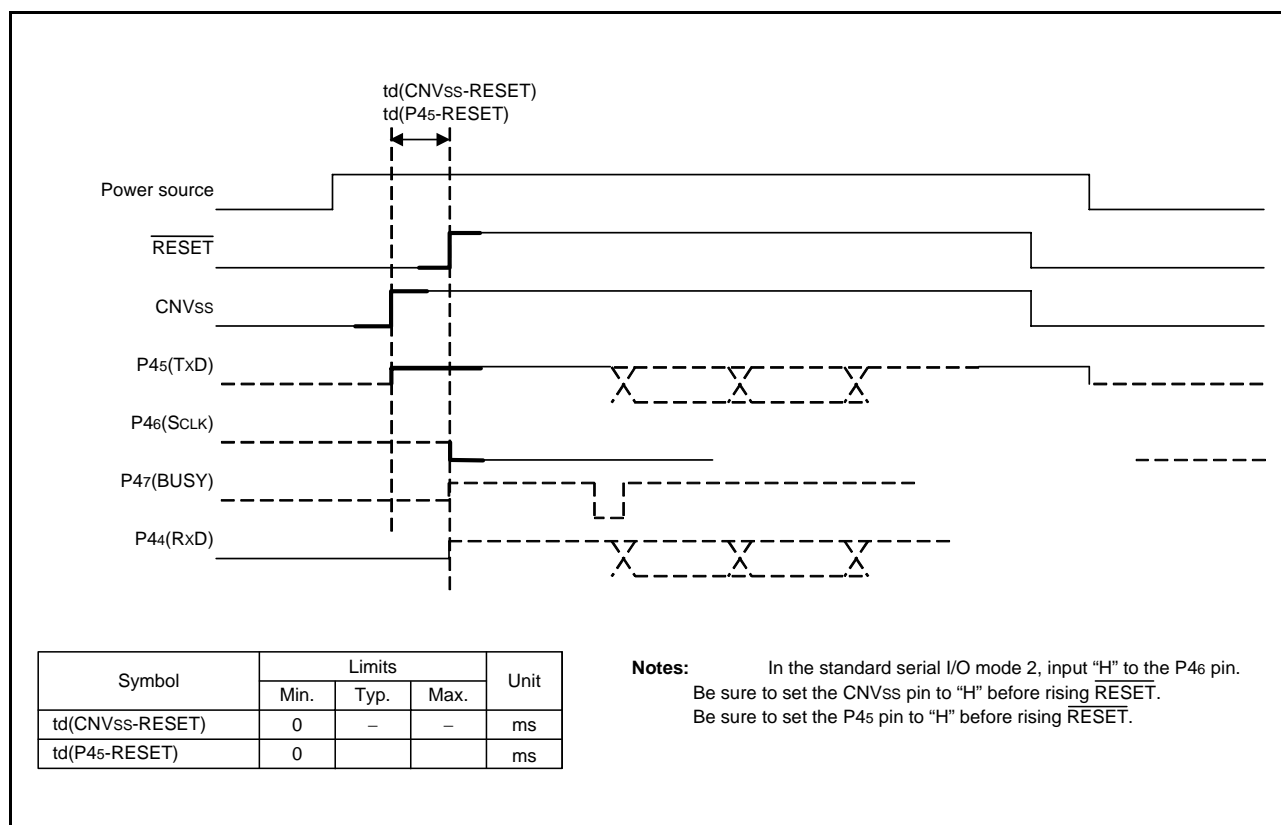 td(CNVss-RESET)
td(P45-RESET)
Power source
RESET
CNVss
P45(TxD)
P46(SCLK)
P47(BUSY)
P44(RxD)
Symbol Limits Unit
Min. Typ. Max.
td(CNVss-RESET) 0 – – ms
td(P45-RESET) 0 ms
Notes: In the standard serial I/O mode 2, input “H” to the P46 pin.
Be sure to set the CNVss pin to “H” before rising RESET.
Be sure to set the P45 pin to “H” before rising RESET.